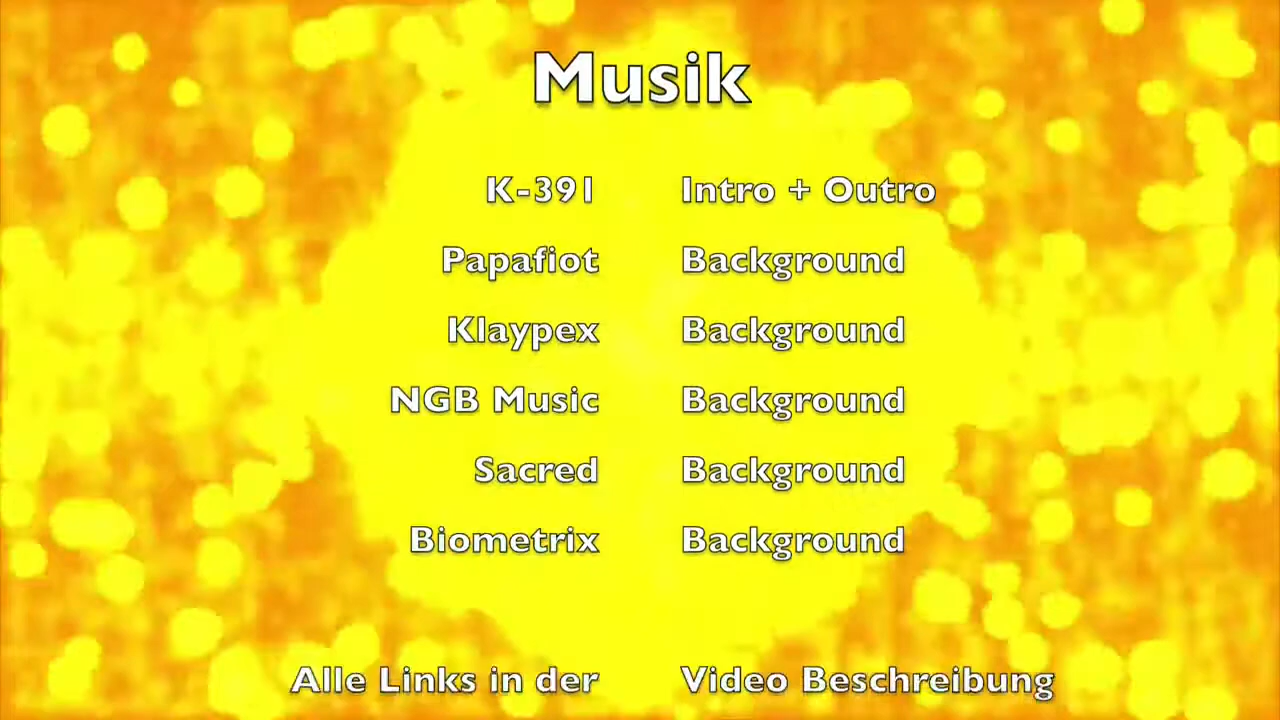 Musik
K-391 Intro + Outro
Papafiot Background
Klaypex Background
NGB Music Background
Sacred Background
Biometrix Background
Alle Links in der Video Beschreibung